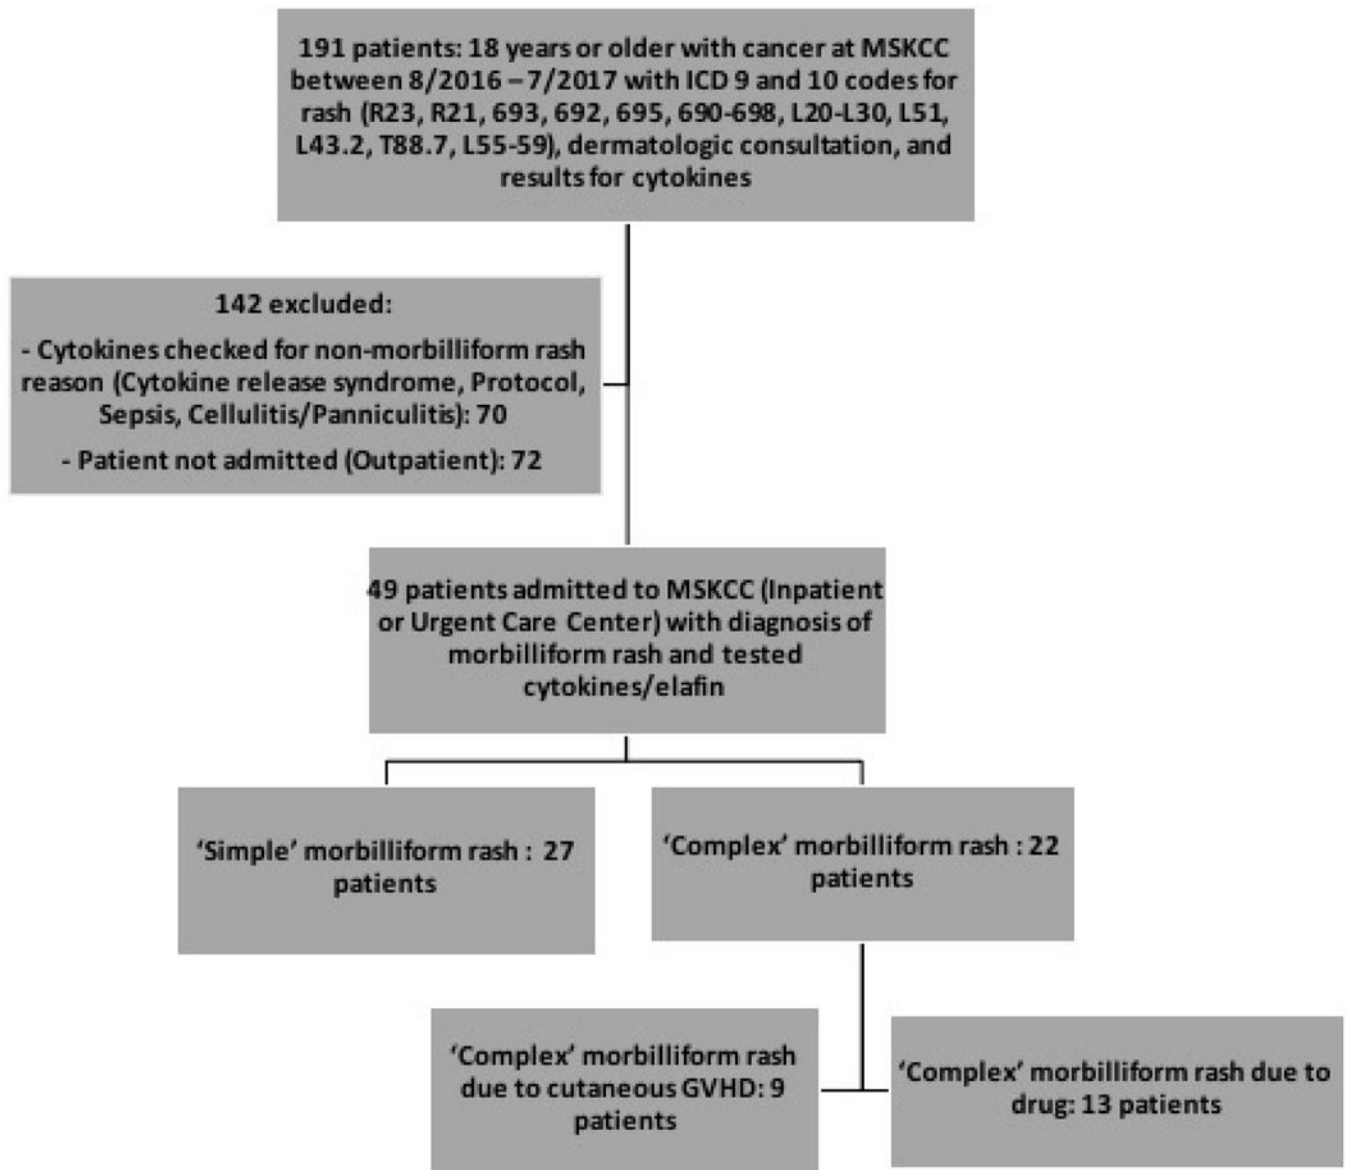 191 patients: 18 years or older with cancer at MSKCC
between 8/2016 – 7/2017 with ICD 9 and 10 codes for
rash (R23, R21, 693, 692, 695, 690-698, L20-L30, L51,
L43.2, T88.7, L55-59), dermatologic consultation, and
results for cytokines
142 excluded:
- Cytokines checked for non-morbilliform rash
reason (Cytokine release syndrome, Protocol,
Sepsis, Cellulitis/Panniculitis): 70
- Patient not admitted (Outpatient): 72
49 patients admitted to MSKCC (Inpatient
or Urgent Care Center) with diagnosis of
morbilliform rash and tested
cytokines/elafin
‘Simple’ morbilliform rash : 27
patients
‘Complex’ morbilliform rash : 22
patients
‘Complex’ morbilliform rash
due to cutaneous GVHD: 9
patients
‘Complex’ morbilliform rash due to
drug: 13 patients